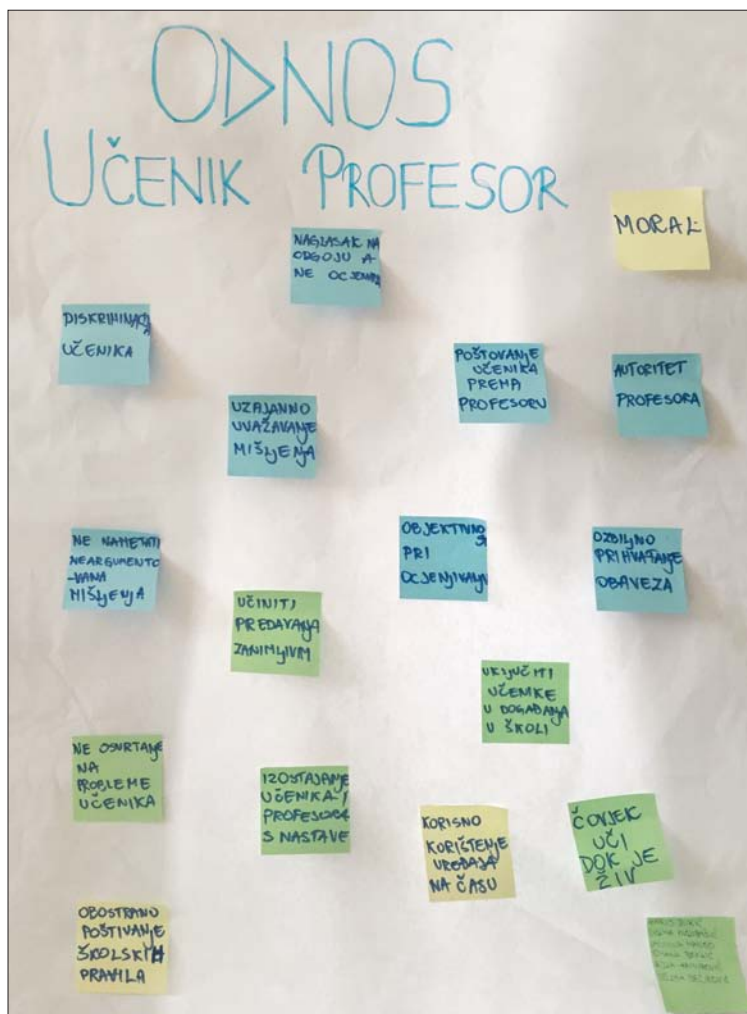 ODNOS
UČENIK PROFESOR
MORAL
NAGLASAK NA
ODGOJU A
NE OCJENAMA
DISKRIMINACIJA
UČENIKA
POŠTOVANJE
UČENIKA
PREMA
PROFESORU
AUTORITET
PROFESORA
UZAJAMNO
UVAŽAVANJE
MIŠLJENJA
NE NAMETATI
NEARGUMENTO
-VANA
MIŠLJENJA
OBJEKTIVNOST
PRI
OCJENJIVANJU
OZBILJNO
PRIHVATANJE
OBAVEZA
UČINITI
PREDAVANJA
ZANIMLJIVIM
UKLJUČITI
UČENIKE
U DOGAĐANJA
U ŠKOLI
NE OSVRTANJE
NA
PROBLEME
UČENIKA
IZOSTAJANJE
UČENIKA I
PROFESORA
S NASTAVE
KORISNO
KORIŠTENJE
UREĐAJA
NA ČASU
ČOVJEK
UČI
DOK JE
ŽIV
OBOSTRANO
POŠTIVANJE
ŠKOLSKIH
PRAVILA